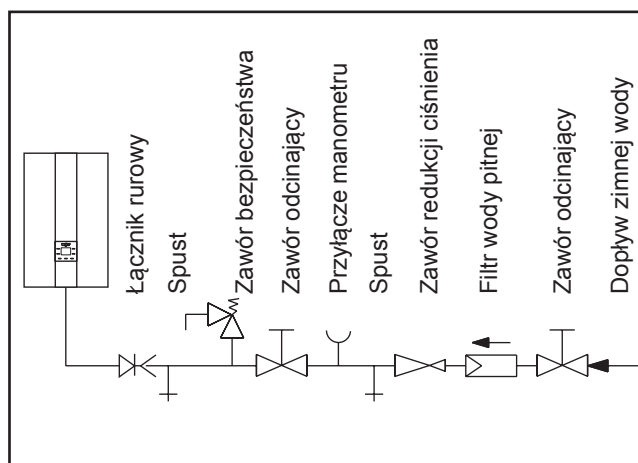 Łącznik rurowy
Spust
Zawór bezpieczeństwa
Zawór odcinający
Przyłącze manometru
Spust
Zawór redukcji ciśnienia
Filtr wody pitnej
Zawór odcinający
Dopływ zimnej wody